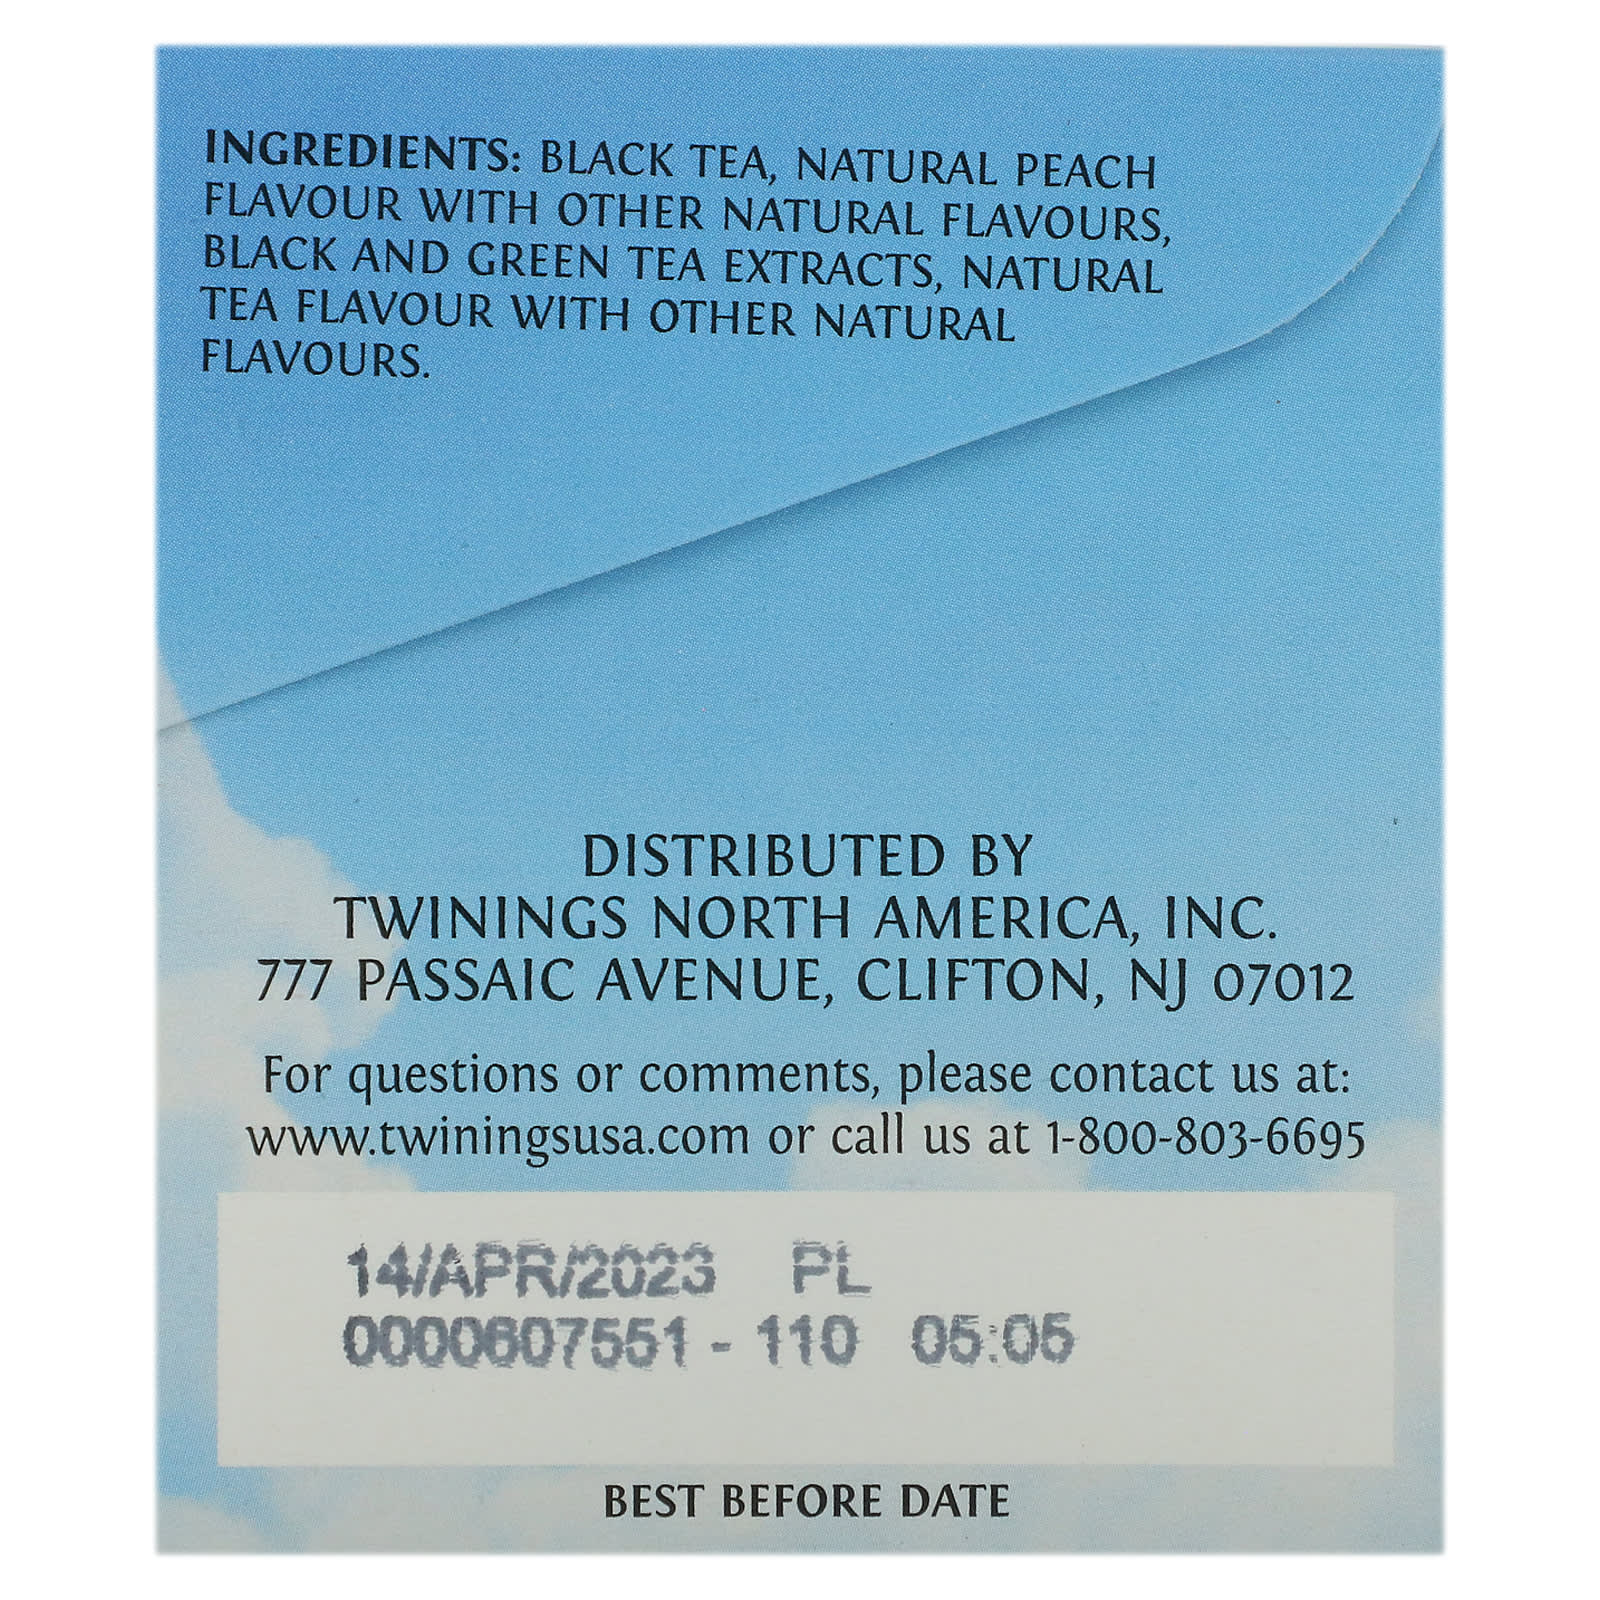 INGREDIENTS: BLACK TEA, NATURAL PEACH
FLAVOUR WITH OTHER NATURAL FLAVOURS,
BLACK AND GREEN TEA EXTRACTS, NATURAL
TEA FLAVOUR WITH OTHER NATURAL
FLAVOURS.
DISTRIBUTED BY
TWININGS NORTH AMERICA, INC.
777 PASSAIC AVENUE, CLIFTON, NJ 07012
For questions or comments, please contact us at:
www.twiningsusa.com or call us at 1-800-803-6695
14/APR/2023 PL
0000607551 - 110 05:05
BEST BEFORE DATE